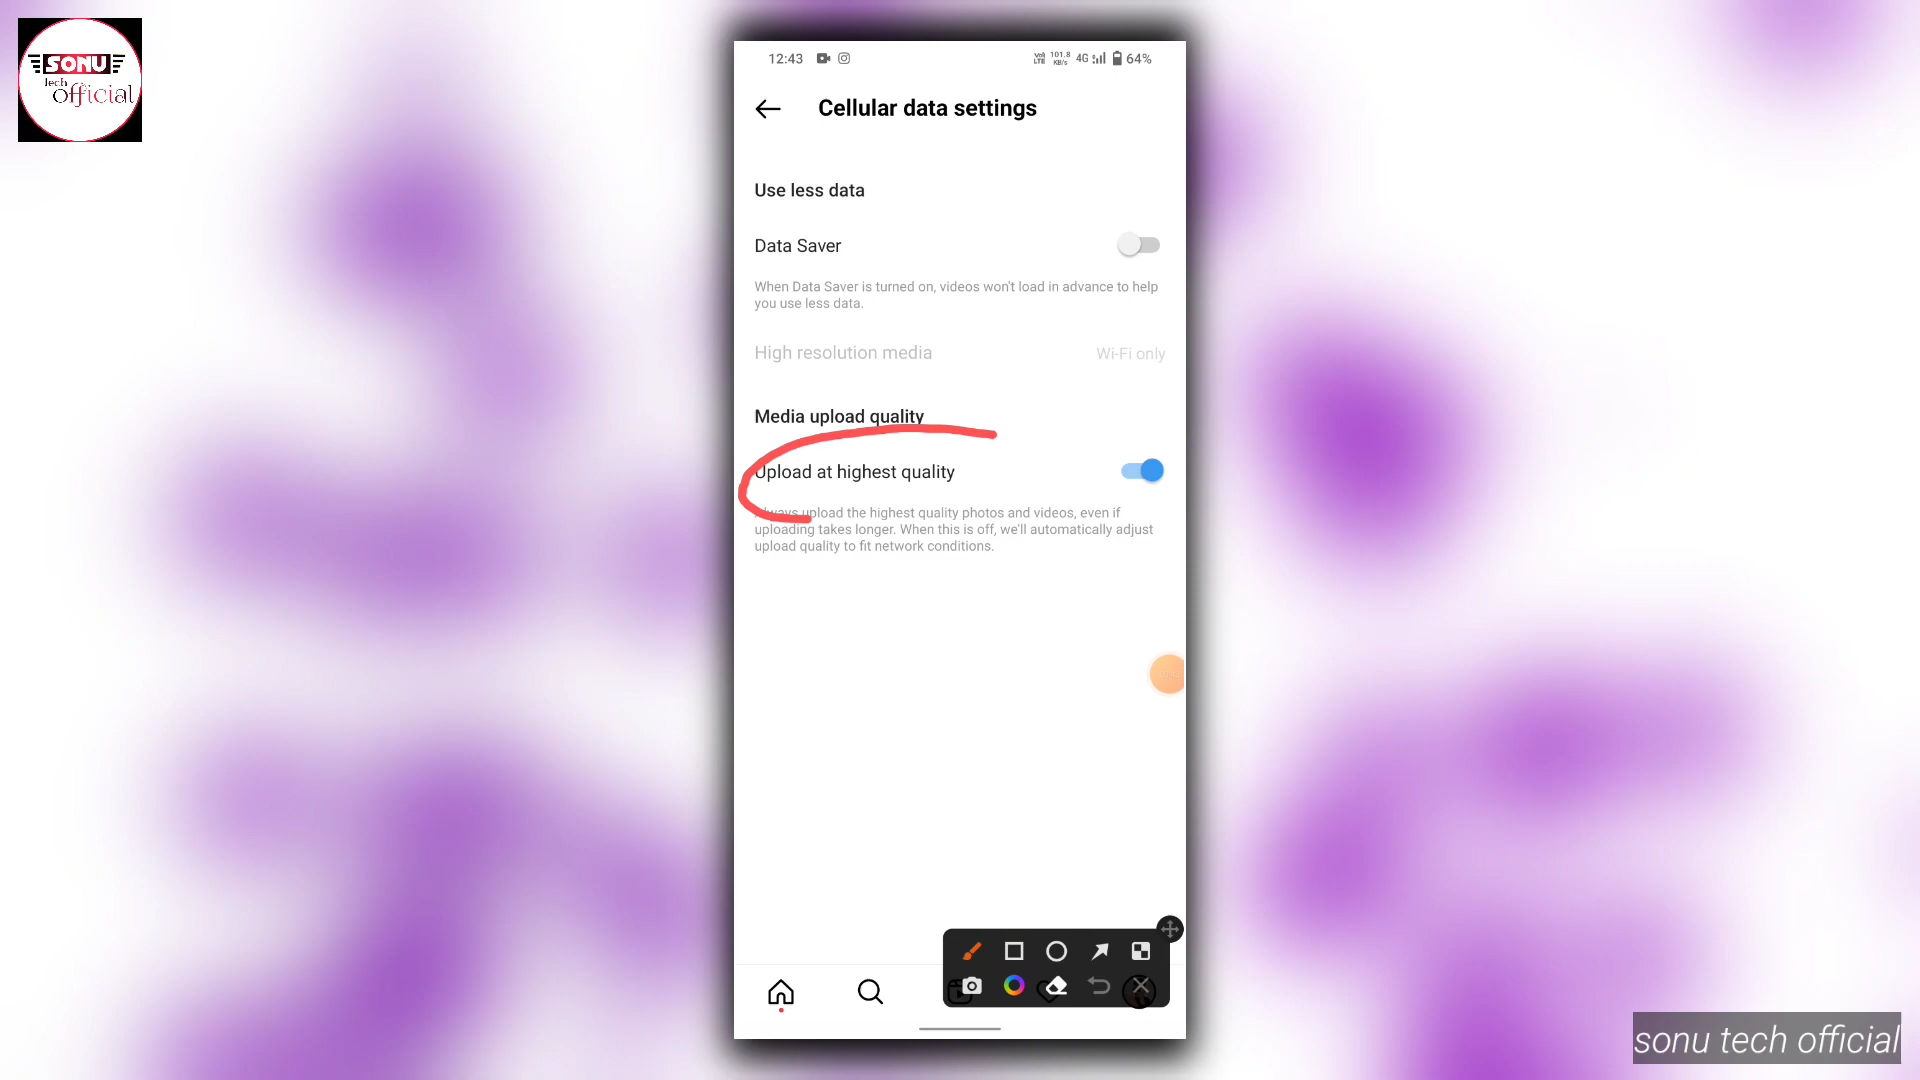 SONU
Tech
official
12:43
Vo)
LTE
101.8
KB/s
4G
64%
Cellular data settings
Use less data
Data Saver
When Data Saver is turned on, videos won't load in advance to help
you use less data.
High resolution media
Wi-Fi only
Media upload quality
Upload at highest quality
Always upload the highest quality photos and videos, even if
uploading takes longer. When this is off, we'll automatically adjust
upload quality to fit network conditions.
sonu tech official